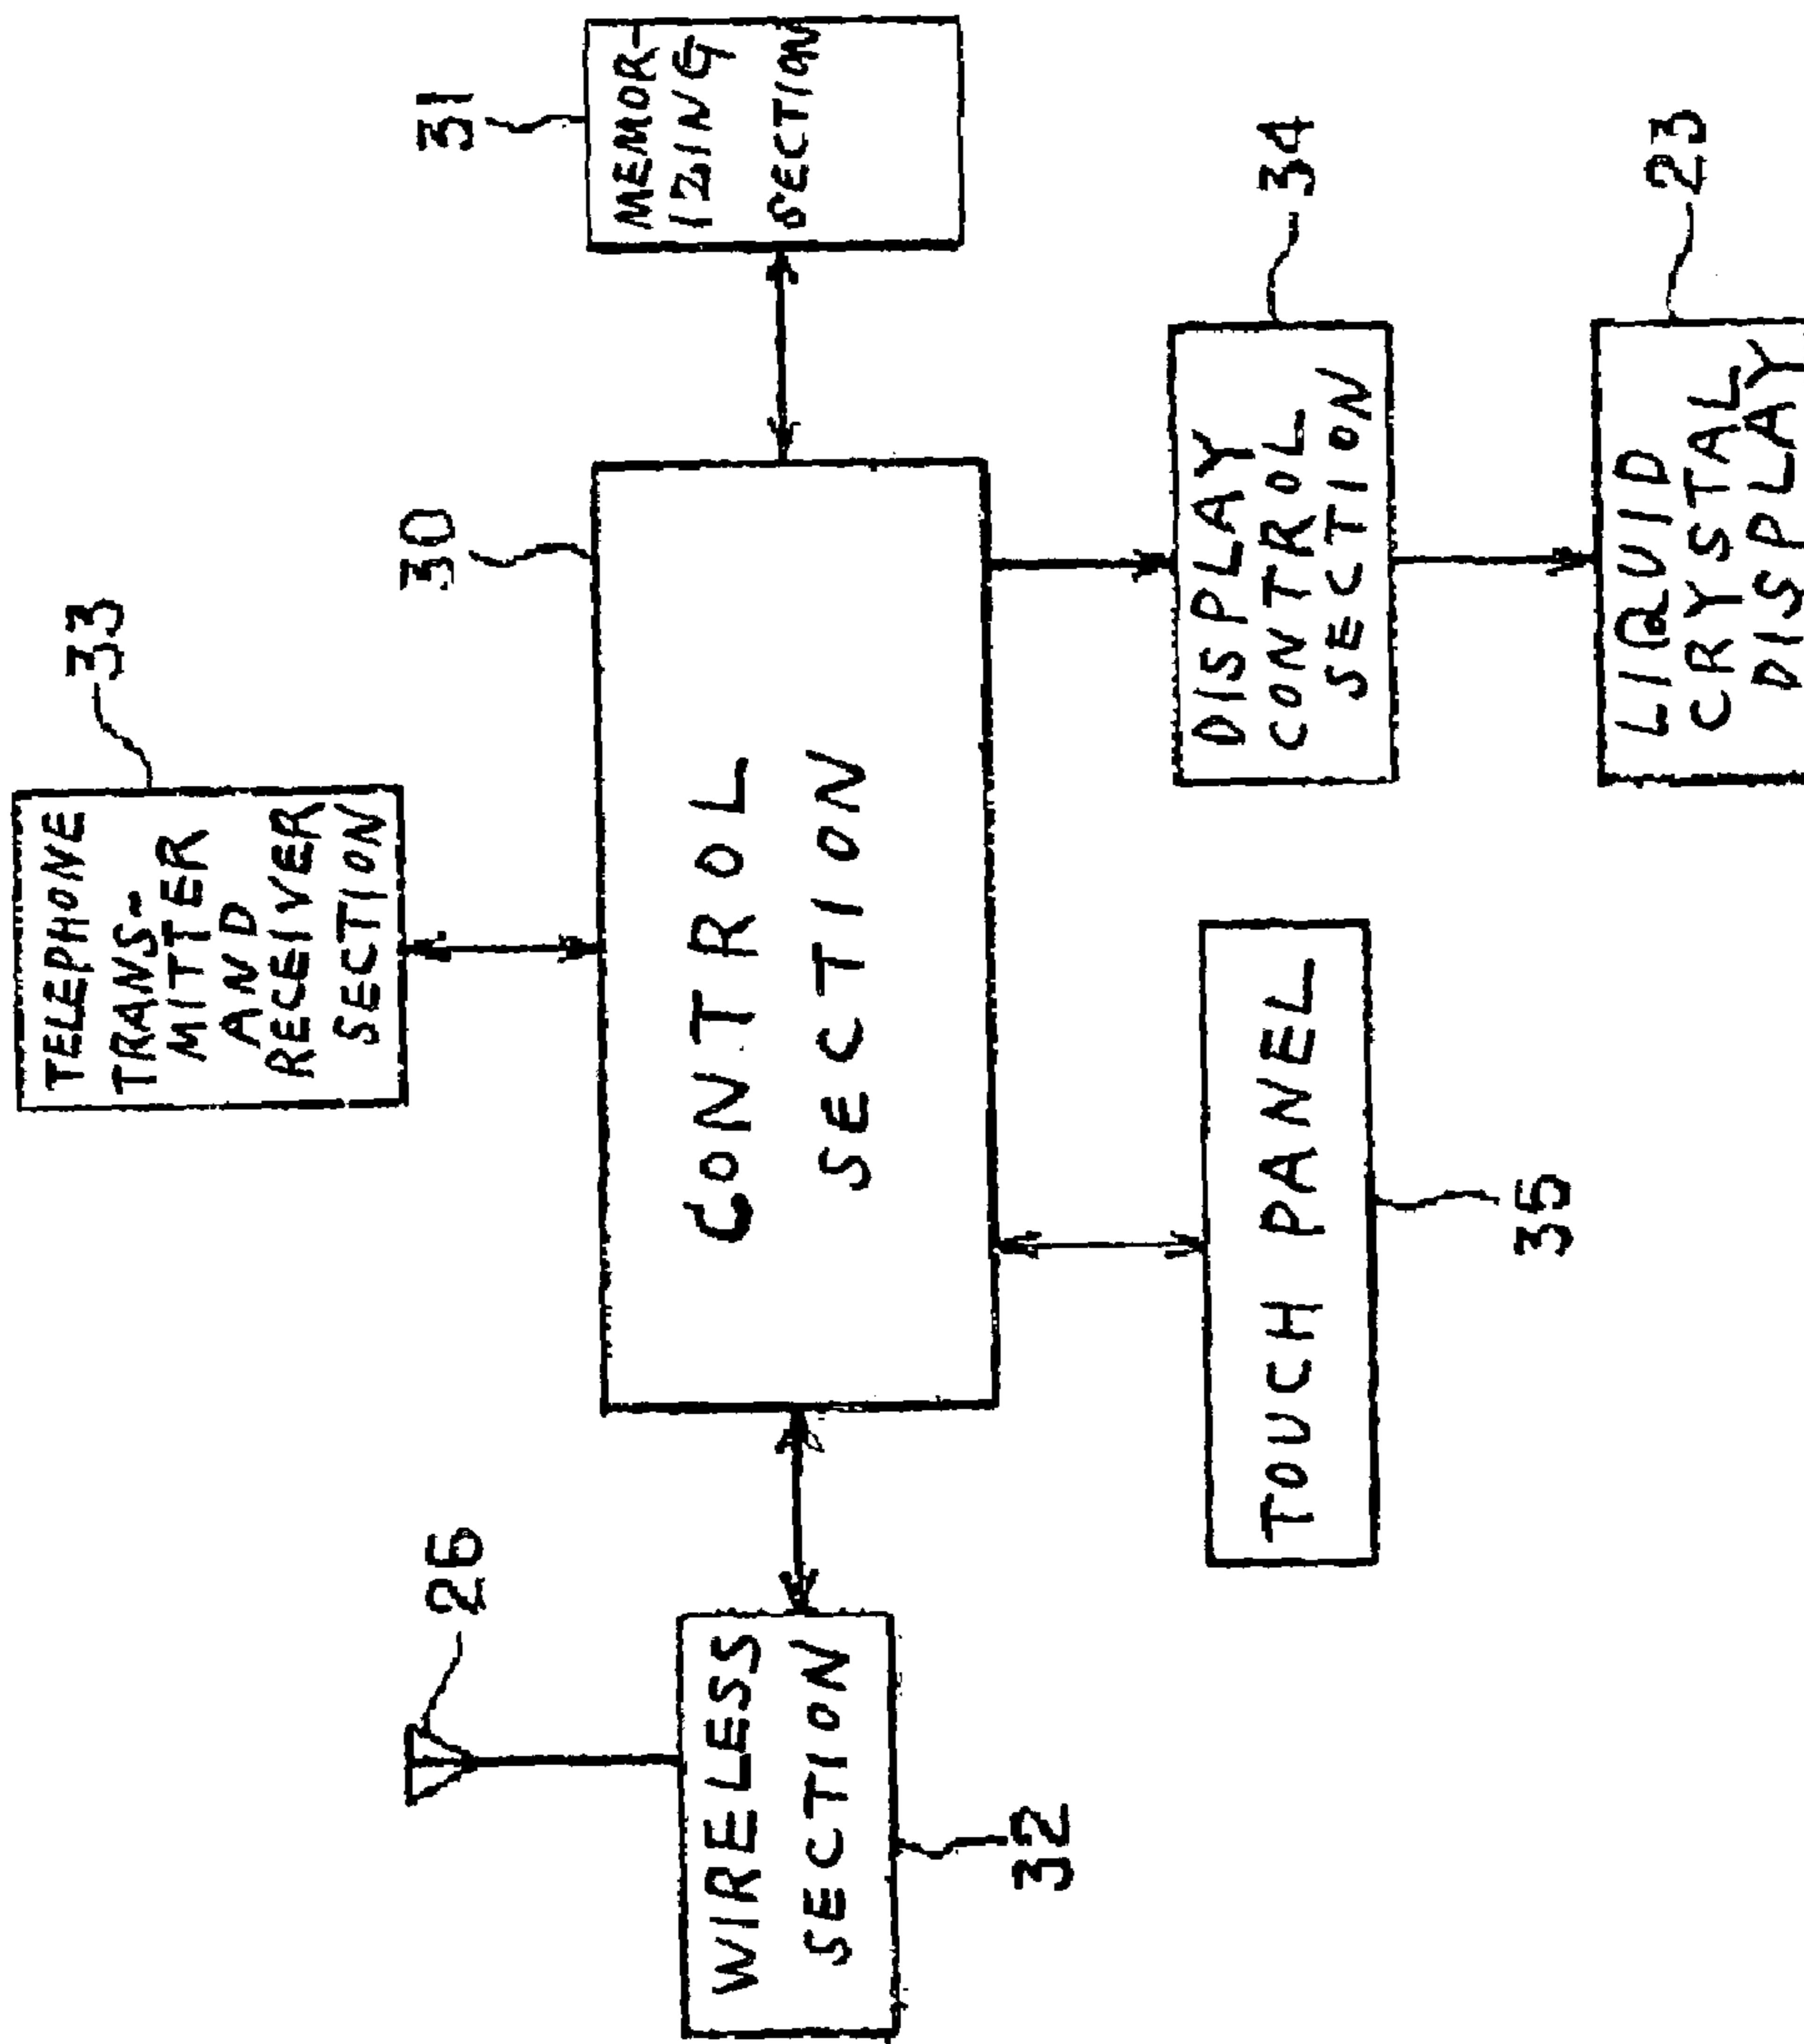 33
TELEPHONE
TRANS-
MITTER
AND
RECEIVER
SECTION
26
30
31
WIRELESS
SECTION
CONTROL
SECTION
MEMOR-
IZING
SECTION
32
TOUCH PANEL
35
DISPLAY
CONTROL
SECTION
34
LIQUID
CRYSTAL
DISPLAY
23